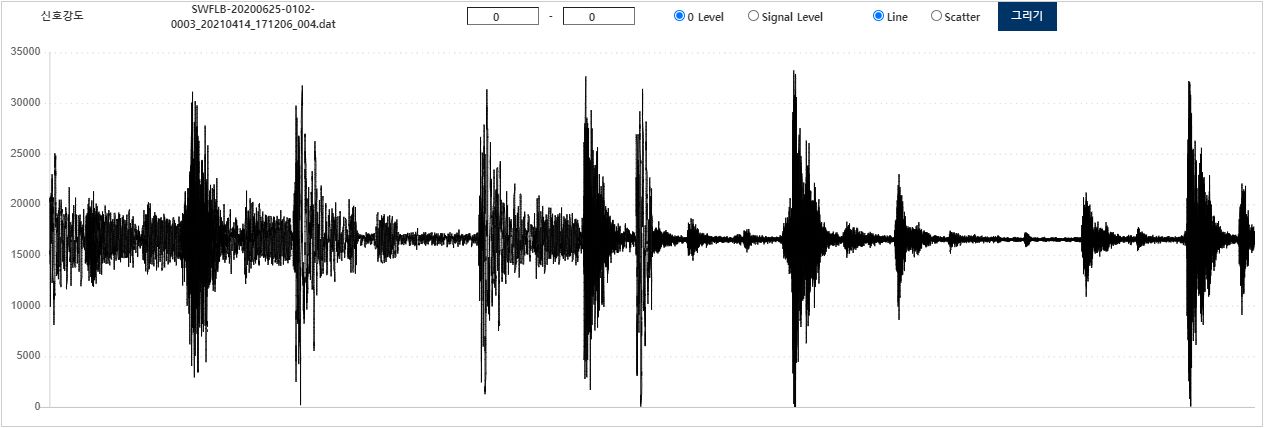 신호강도
SWFLB-20200625-0102-
0003_20210414_171206_004.dat
0 - 0
0 Level Signal Level
Line Scatter
그리기
35000
30000
25000
20000
15000
10000
5000
0